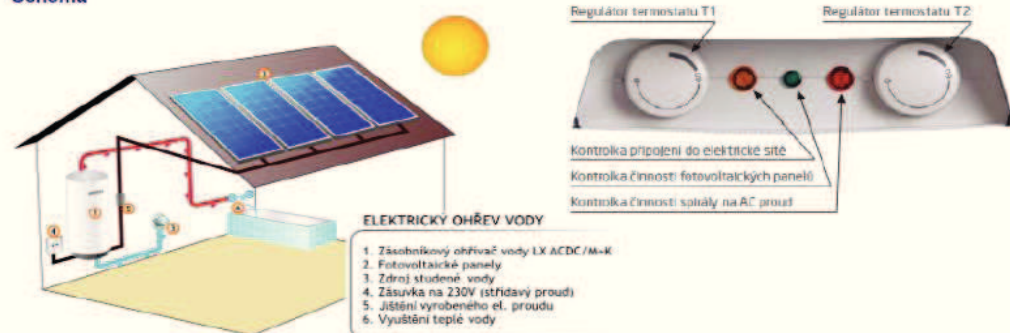 Schéma
Regulátor termostatu T1
Regulátor termostatu T2
Kontrolka připojení do elektrické sítě
Kontrolka činnosti fotovoltaických panelů
Kontrolka činnosti spirály na AC proud
ELEKTRICKÝ OHŘEV VODY
1. Zásobníkový ohřívač vody LX ACDC/M+K
2. Fotovoltaické panely
3. Zdroj studené vody
4. Zásuvka na 230V (střídavý proud)
5. Jištění vyrobeného el. proudu
6. Vyuštění teplé vody